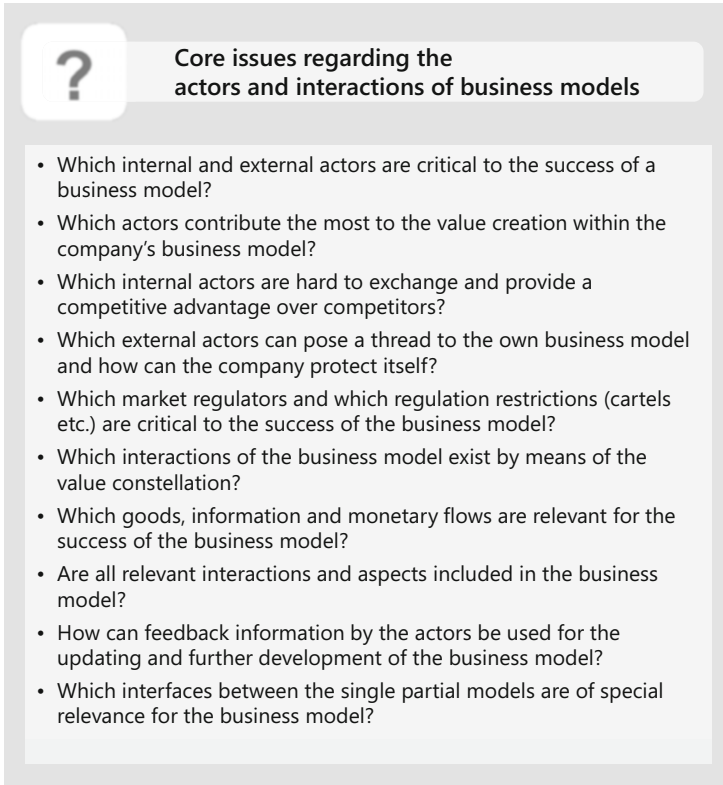 ?
Core issues regarding the
actors and interactions of business models
• Which internal and external actors are critical to the success of a
business model?
• Which actors contribute the most to the value creation within the
company's business model?
• Which internal actors are hard to exchange and provide a
competitive advantage over competitors?
• Which external actors can pose a thread to the own business model
and how can the company protect itself?
• Which market regulators and which regulation restrictions (cartels
etc.) are critical to the success of the business model?
• Which interactions of the business model exist by means of the
value constellation?
• Which goods, information and monetary flows are relevant for the
success of the business model?
• Are all relevant interactions and aspects included in the business
model?
• How can feedback information by the actors be used for the
updating and further development of the business model?
• Which interfaces between the single partial models are of special
relevance for the business model?